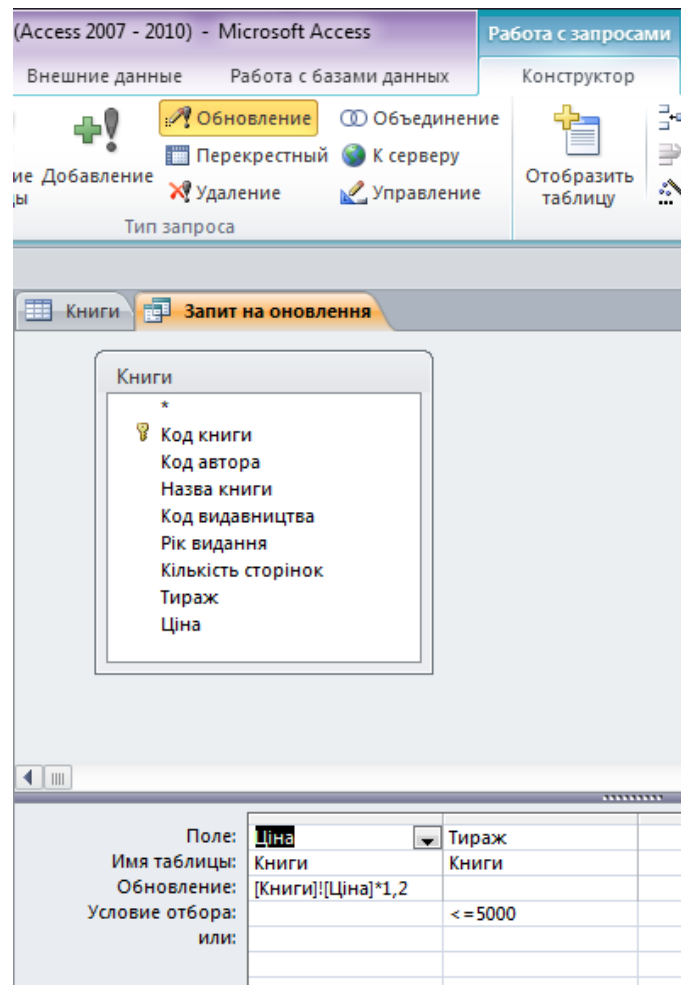 (Access 2007 - 2010) - Microsoft Access Работа с запросами
Внешние данные Работа с базами данных Конструктор
Обновление Объединение
Перекрестный К серверу
ие Добавление
ы
Удаление Управление
Отобразить
таблицу
Тип запроса
Книги Запит на оновлення
Книги
*
Код книги
Код автора
Назва книги
Код видавництва
Рік видання
Кількість сторінок
Тираж
Ціна
Поле: Ціна Тираж
Имя таблицы: Книги Книги
Обновление: [Книги]![Ціна]*1,2
Условие отбора: <=5000
или: